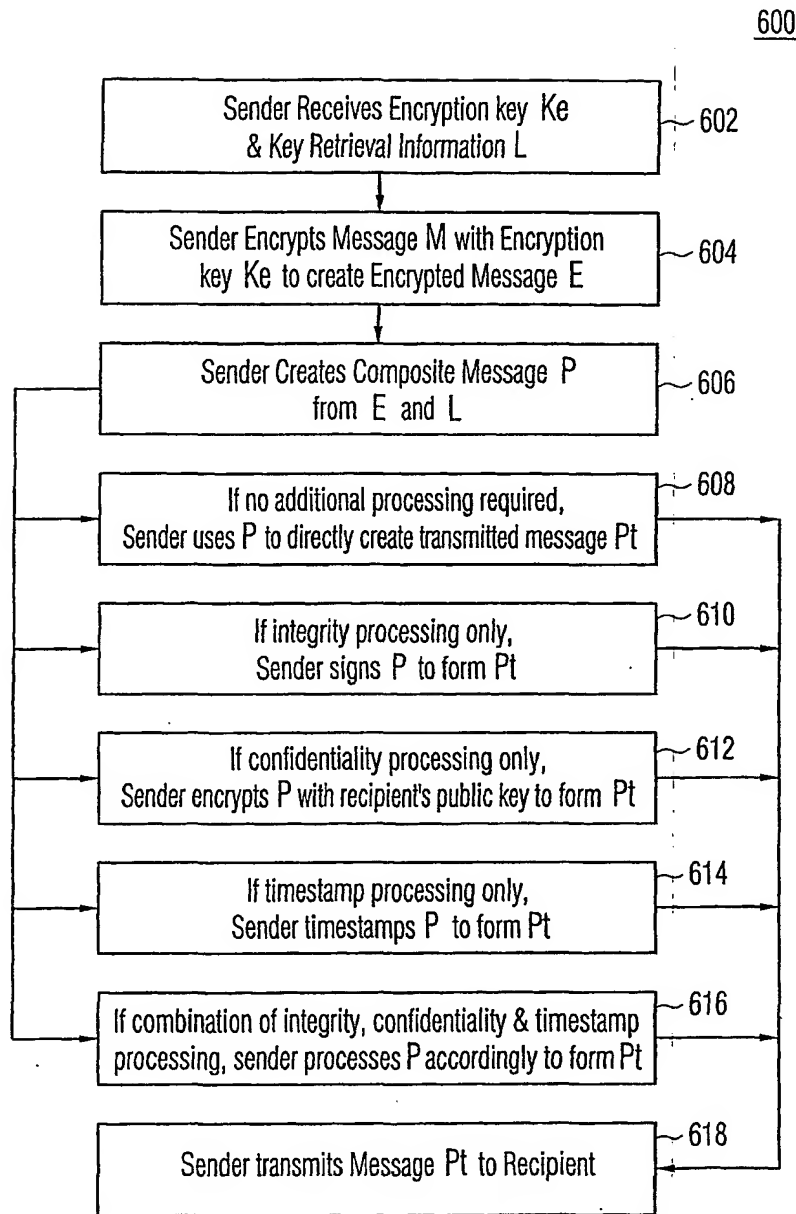 600
Sender Receives Encryption key Ke
& Key Retrieval Information L
602
Sender Encrypts Message M with Encryption
key Ke to create Encrypted Message E
604
Sender Creates Composite Message P
from E and L
606
If no additional processing required,
Sender uses P to directly create transmitted message Pt
608
If integrity processing only,
Sender signs P to form Pt
610
If confidentiality processing only,
Sender encrypts P with recipient's public key to form Pt
612
If timestamp processing only,
Sender timestamps P to form Pt
614
If combination of integrity, confidentiality & timestamp
processing, sender processes P accordingly to form Pt
616
Sender transmits Message Pt to Recipient
618